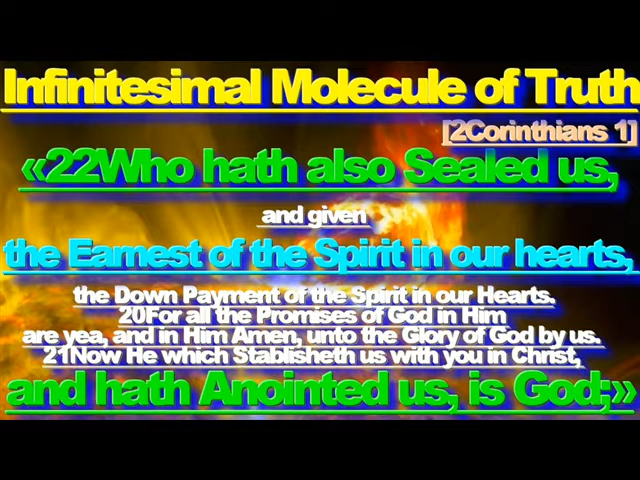 Infinitesimal Molecule of Truth
[2Corinthians 1]
«22Who hath also Sealed us,
and given
the Earnest of the Spirit in our hearts,
the Down Payment of the Spirit in our Hearts.
20For all the Promises of God in Him
are yea, and in Him Amen, unto the Glory of God by us.
21Now He which Stablisheth us with you in Christ,
and hath Anointed us, is God;»